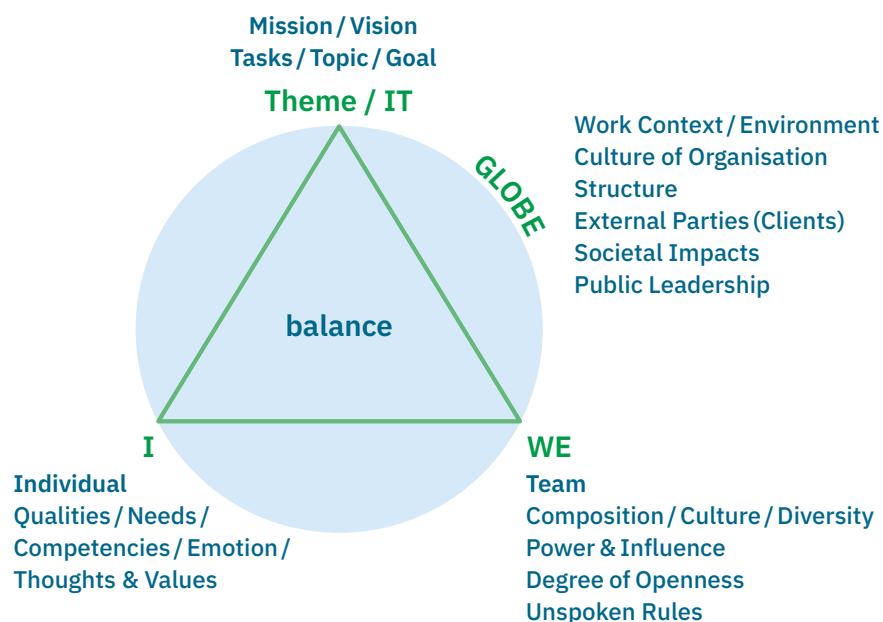 Mission / Vision
Tasks / Topic / Goal
Theme / IT
GLOBE
Work Context / Environment
Culture of Organisation
Structure
External Parties (Clients)
Societal Impacts
Public Leadership
balance
I
Individual
Qualities / Needs /
Competencies / Emotion /
Thoughts & Values
WE
Team
Composition / Culture / Diversity
Power & Influence
Degree of Openness
Unspoken Rules